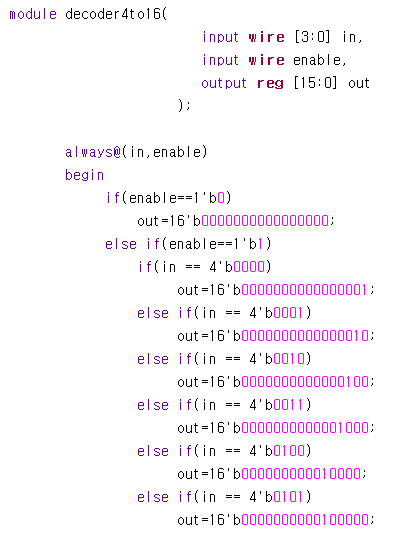 module decoder4to16(
input wire [3:0] in,
input wire enable,
output reg [15:0] out
);
always@(in,enable)
begin
if(enable==1'b0)
out=16'b0000000000000000;
else if(enable==1'b1)
if(in == 4'b0000)
out=16'b0000000000000001;
else if(in == 4'b0001)
out=16'b0000000000000010;
else if(in == 4'b0010)
out=16'b0000000000000100;
else if(in == 4'b0011)
out=16'b0000000000001000;
else if(in == 4'b0100)
out=16'b000000000010000;
else if(in == 4'b0101)
out=16'b0000000000100000;